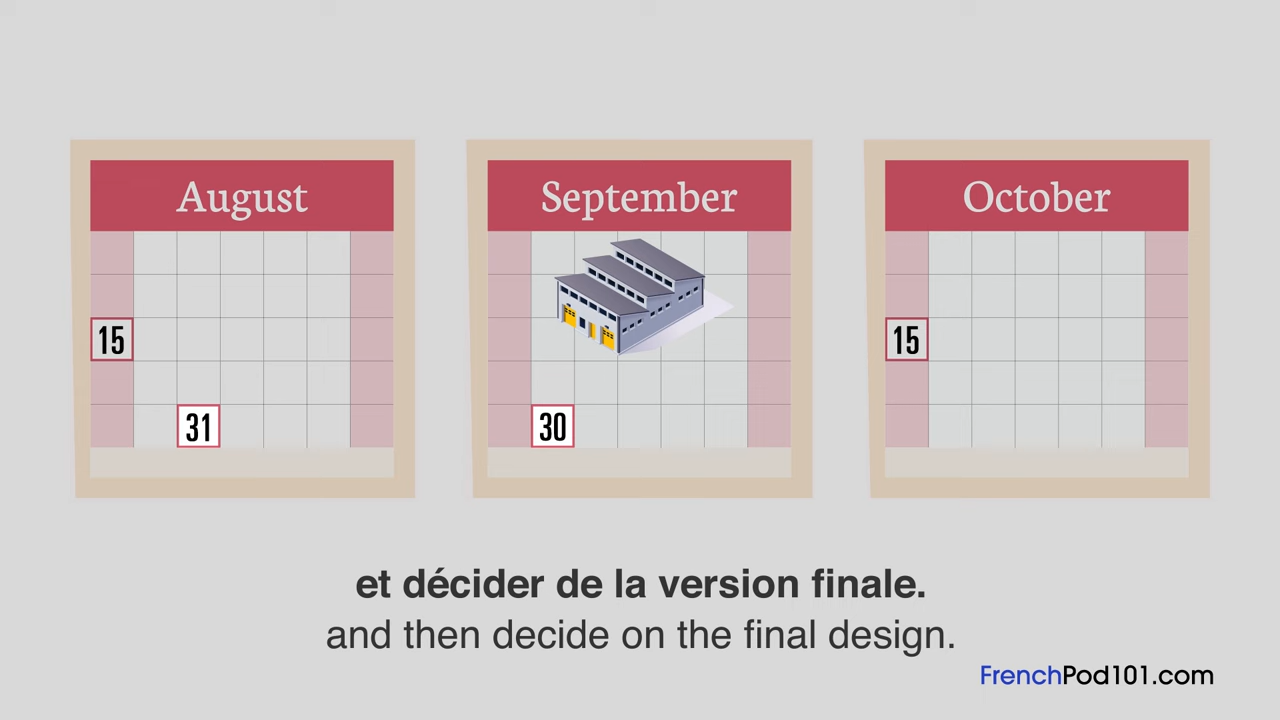 August
September
October
15
15
31
30
et décider de la version finale.
and then decide on the final design.
FrenchPod101.com